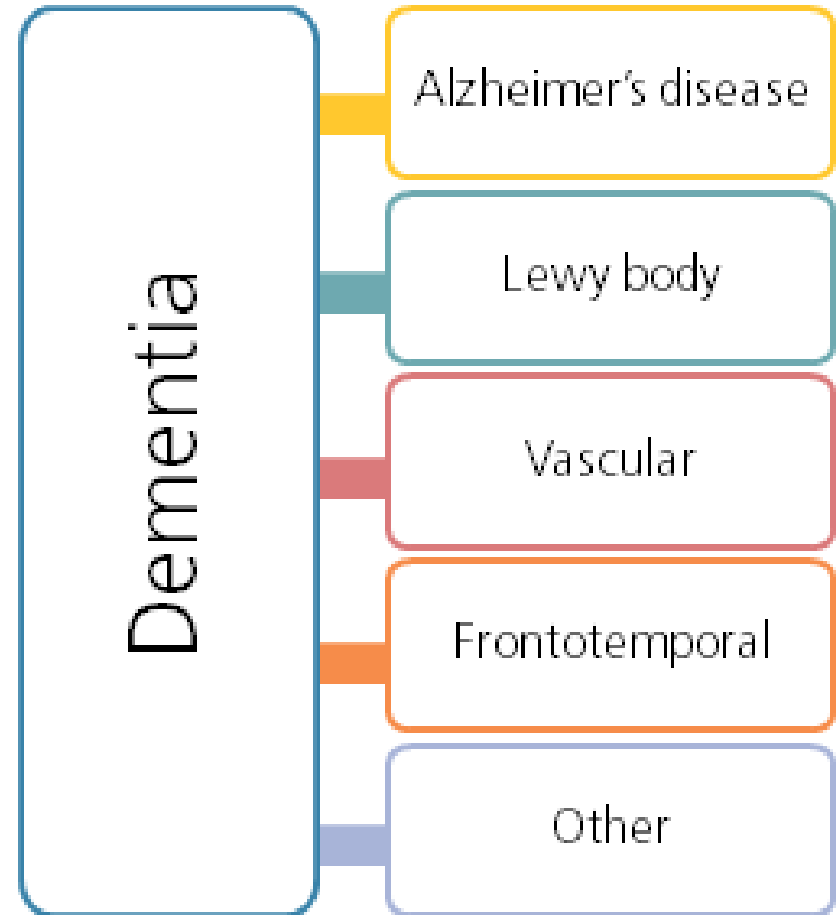 Dementia
Alzheimer’s disease
Lewy body
Vascular
Frontotemporal
Other